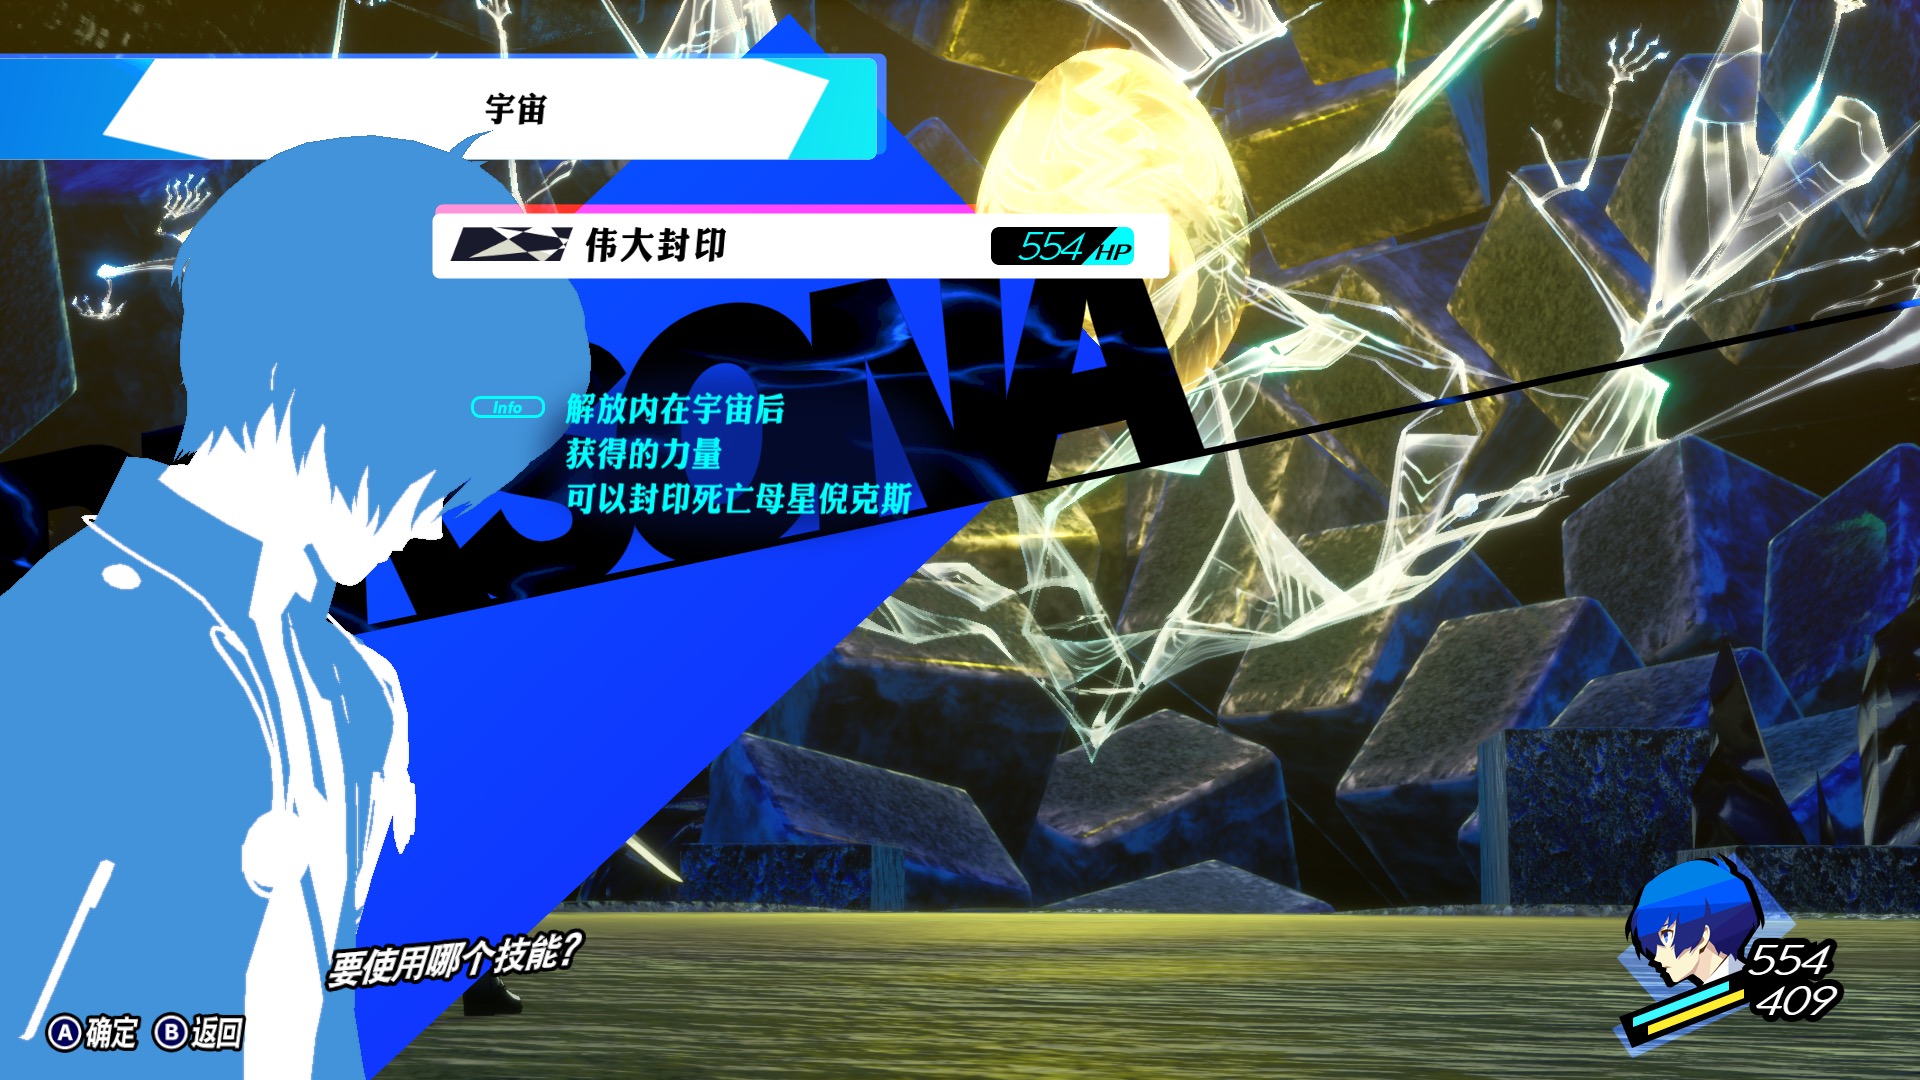 宇宙
伟大封印 554 HP
PERSONA
Info 解放内在宇宙后
获得的力量
可以封印死亡母星倪克斯
要使用哪个技能?
554
409
A 确定 B 返回